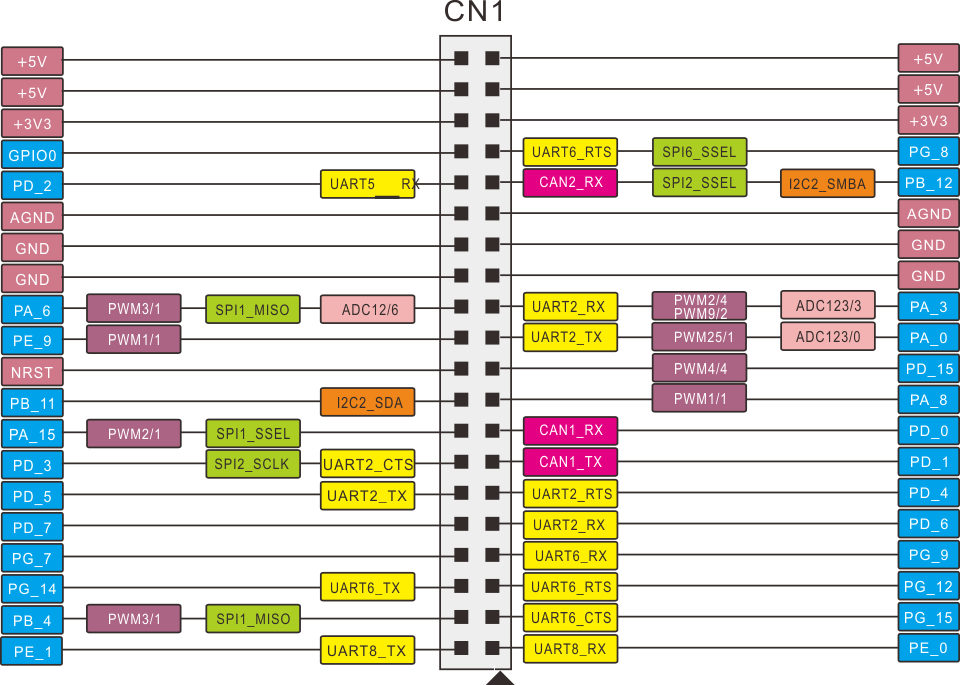 CN1
+5V +5V
+5V +5V
+3V3 +3V3
GPIO0 UART6_RTS SPI6_SSEL PG_8
PD_2 UART5 RX CAN2_RX SPI2_SSEL I2C2_SMBA PB_12
AGND AGND
GND GND
GND GND
PA_6 PWM3/1 SPI1_MISO ADC12/6 UART2_RX PWM2/4 PWM9/2 ADC123/3 PA_3
PE_9 PWM1/1 UART2_TX PWM25/1 ADC123/0 PA_0
NRST PWM4/4 PD_15
PB_11 I2C2_SDA PWM1/1 PA_8
PA_15 PWM2/1 SPI1_SSEL CAN1_RX PD_0
PD_3 SPI2_SCLK UART2_CTS CAN1_TX PD_1
PD_5 UART2_TX UART2_RTS PD_4
PD_7 UART2_RX PD_6
PG_7 UART6_RX PG_9
PG_14 UART6_TX UART6_RTS PG_12
PB_4 PWM3/1 SPI1_MISO UART6_CTS PG_15
PE_1 UART8_TX UART8_RX PE_0